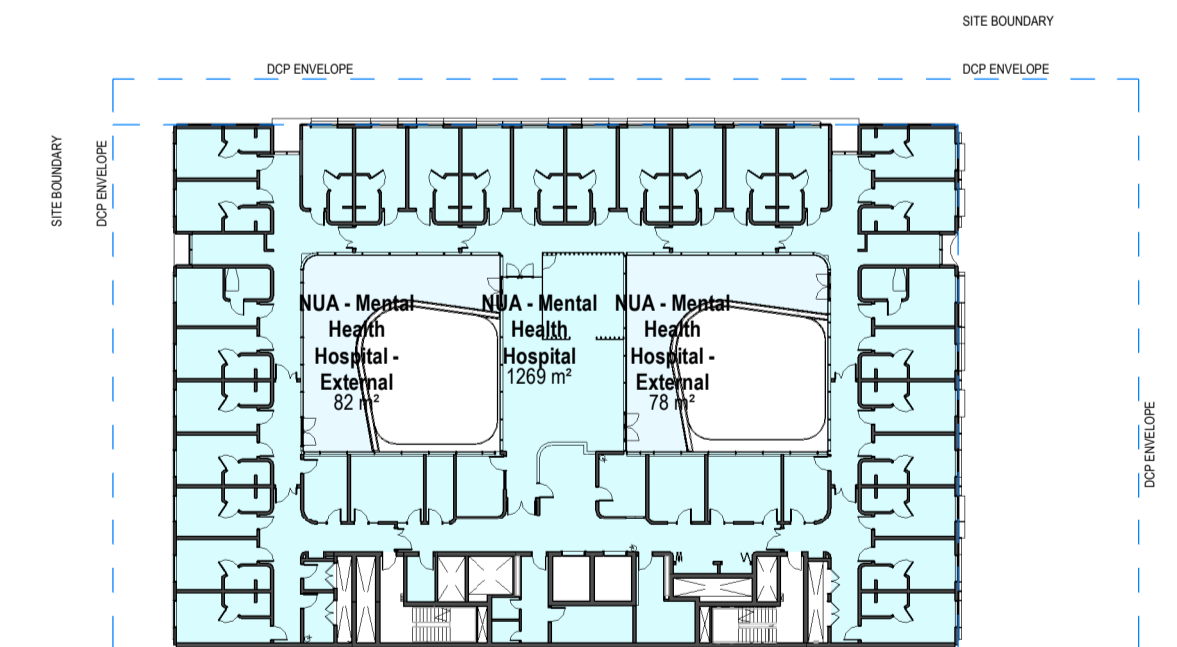 SITE BOUNDARY
DCP ENVELOPE
DCP ENVELOPE
SITE BOUNDARY
DCP ENVELOPE
NUA - Mental
Health
Hospital -
External
82 m²
NUA - Mental
Health
Hospital
1269 m²
NUA - Mental
Health
Hospital -
External
78 m²
DCP ENVELOPE